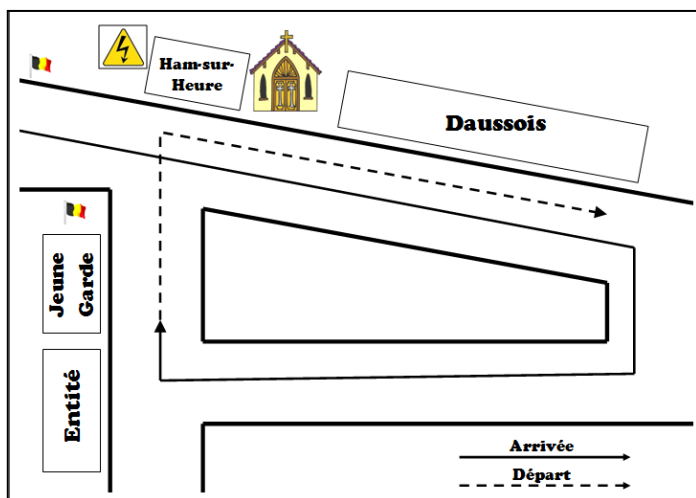 Ham-sur-
Heure
Daussois
Jeune
Garde
Entité
Arrivée
Départ